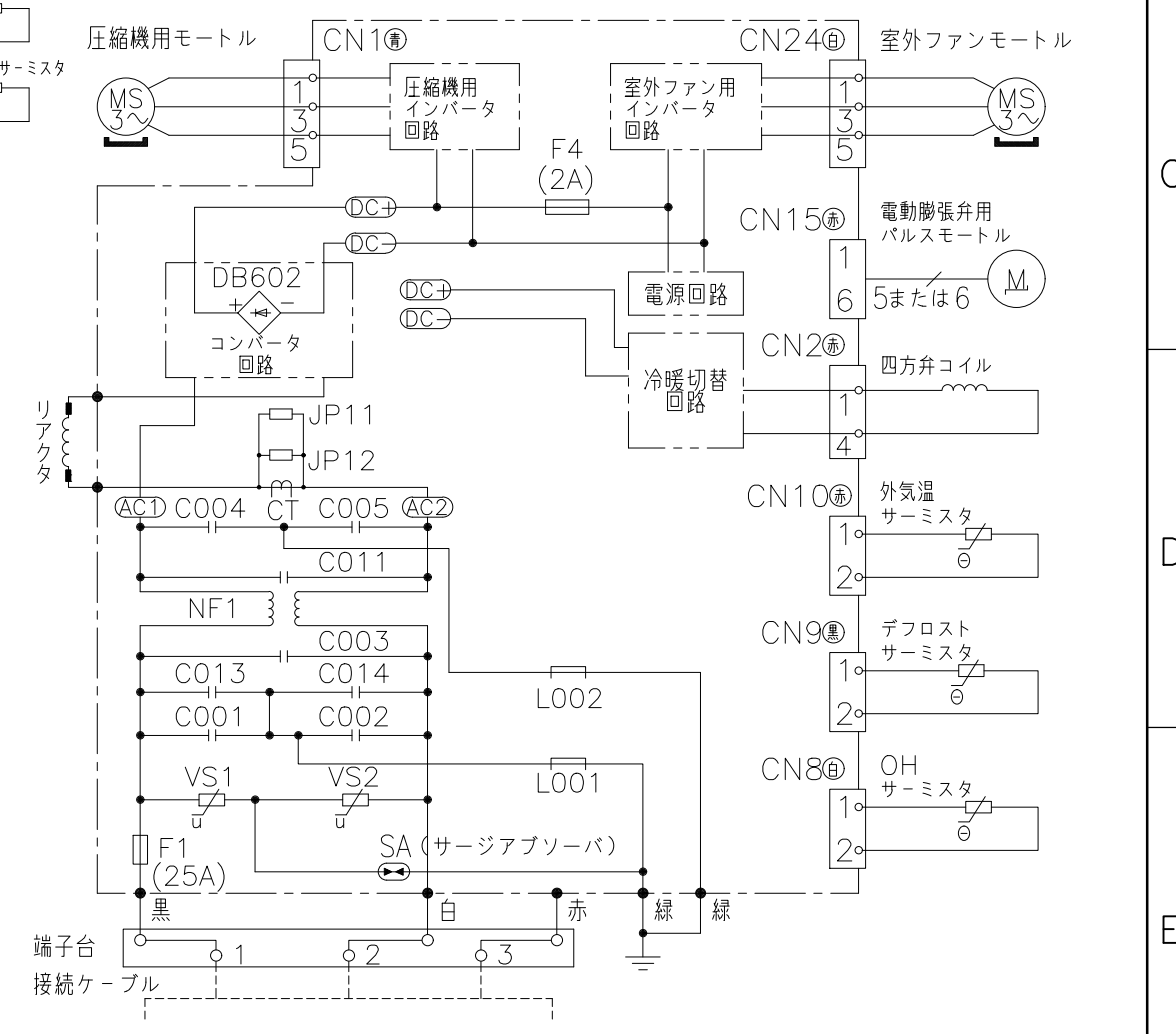 サーミスタ
圧縮機用モートル
CN1青
CN24白
室外ファンモートル
MS
3~
1
3
5
圧縮機用
インバータ
回路
室外ファン用
インバータ
回路
1
3
5
MS
3~
F4
(2A)
DC+
DC-
CN15赤
電動膨張弁用
パルスモートル
1
6
M
5または6
DB602
+
-
コンバータ
回路
DC+
DC-
電源回路
CN2赤
四方弁コイル
冷暖切替
回路
1
4
リアクタ
JP11
JP12
CT
AC1
C004
C005
AC2
CN10赤
外気温
サーミスタ
1
2
Θ
C011
NF1
C003
C013
C014
C001
C002
L002
L001
CN9黒
デフロスト
サーミスタ
1
2
Θ
VS1
VS2
u
u
CN8白
OH
サーミスタ
1
2
Θ
F1
(25A)
SA(サージアブソーバ)
黒
白
赤
緑
緑
端子台
1
2
3
接続ケーブル
C
D
E